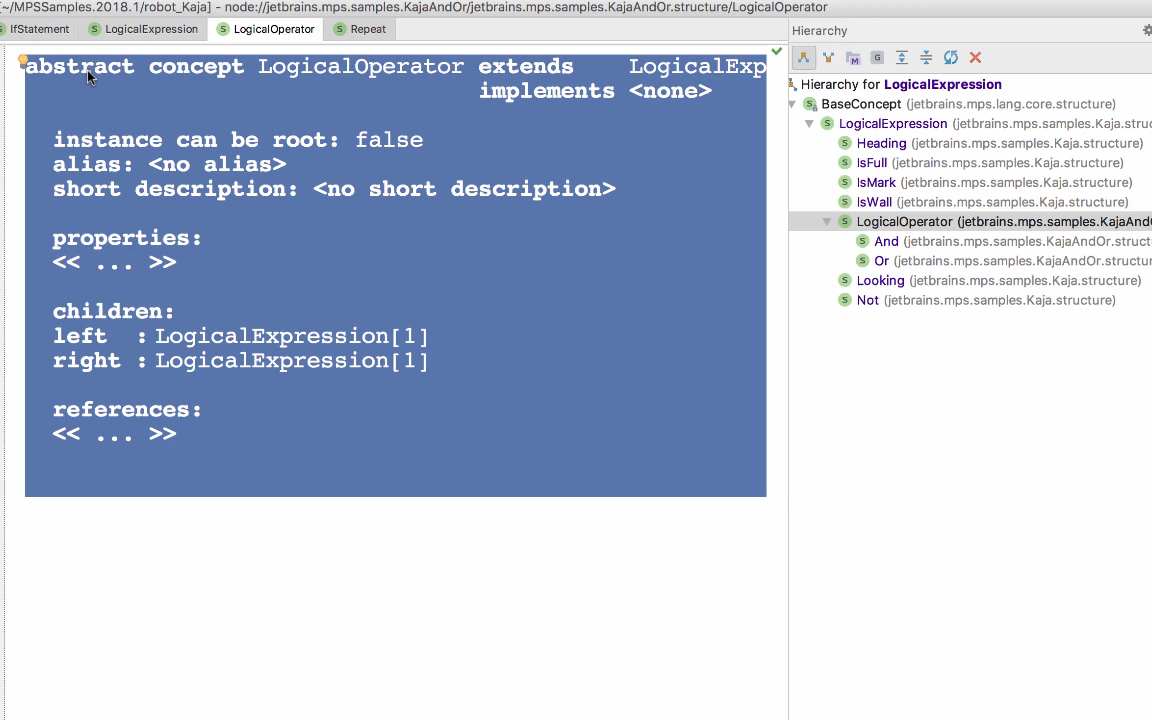 [~/MPSSamples.2018.1/robot_Kaja] - node://jetbrains.mps.samples.KajaAndOr/jetbrains.mps.samples.KajaAndOr.structure/LogicalOperator
S IfStatement S LogicalExpression S LogicalOperator S Repeat
abstract concept LogicalOperator extends LogicalExp
implements <none>
instance can be root: false
alias: <no alias>
short description: <no short description>
properties:
<< ... >>
children:
left : LogicalExpression[1]
right : LogicalExpression[1]
references:
<< ... >>
Hierarchy
M G
Hierarchy for LogicalExpression
S BaseConcept (jetbrains.mps.lang.core.structure)
S LogicalExpression (jetbrains.mps.samples.Kaja.struc
S Heading (jetbrains.mps.samples.Kaja.structure)
S IsFull (jetbrains.mps.samples.Kaja.structure)
S IsMark (jetbrains.mps.samples.Kaja.structure)
S IsWall (jetbrains.mps.samples.Kaja.structure)
S LogicalOperator (jetbrains.mps.samples.KajaAnd
S And (jetbrains.mps.samples.KajaAndOr.struct
S Or (jetbrains.mps.samples.KajaAndOr.structur
S Looking (jetbrains.mps.samples.Kaja.structure)
S Not (jetbrains.mps.samples.Kaja.structure)